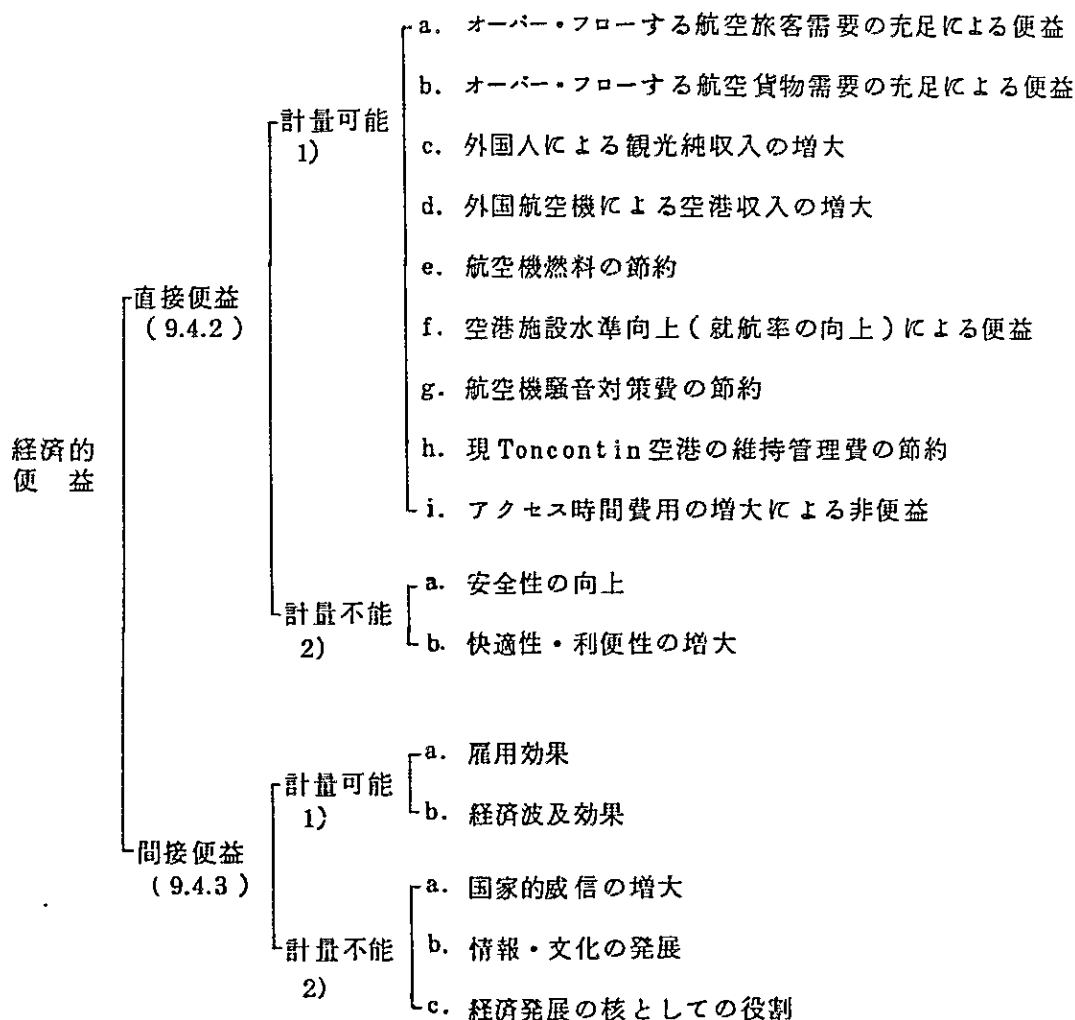 経済的
便 益
直接便益
(9.4.2)
計量可能
1)
a. オーバー・フローする航空旅客需要の充足による便益
b. オーバー・フローする航空貨物需要の充足による便益
c. 外国人による観光純収入の増大
d. 外国航空機による空港収入の増大
e. 航空機燃料の節約
f. 空港施設水準向上(就航率の向上)による便益
g. 航空機騒音対策費の節約
h. 現Toncontin空港の維持管理費の節約
i. アクセス時間費用の増大による非便益
計量不能
2)
a. 安全性の向上
b. 快適性・利便性の増大
間接便益
(9.4.3)
計量可能
1)
a. 雇用効果
b. 経済波及効果
計量不能
2)
a. 国家的威信の増大
b. 情報・文化の発展
c. 経済発展の核としての役割